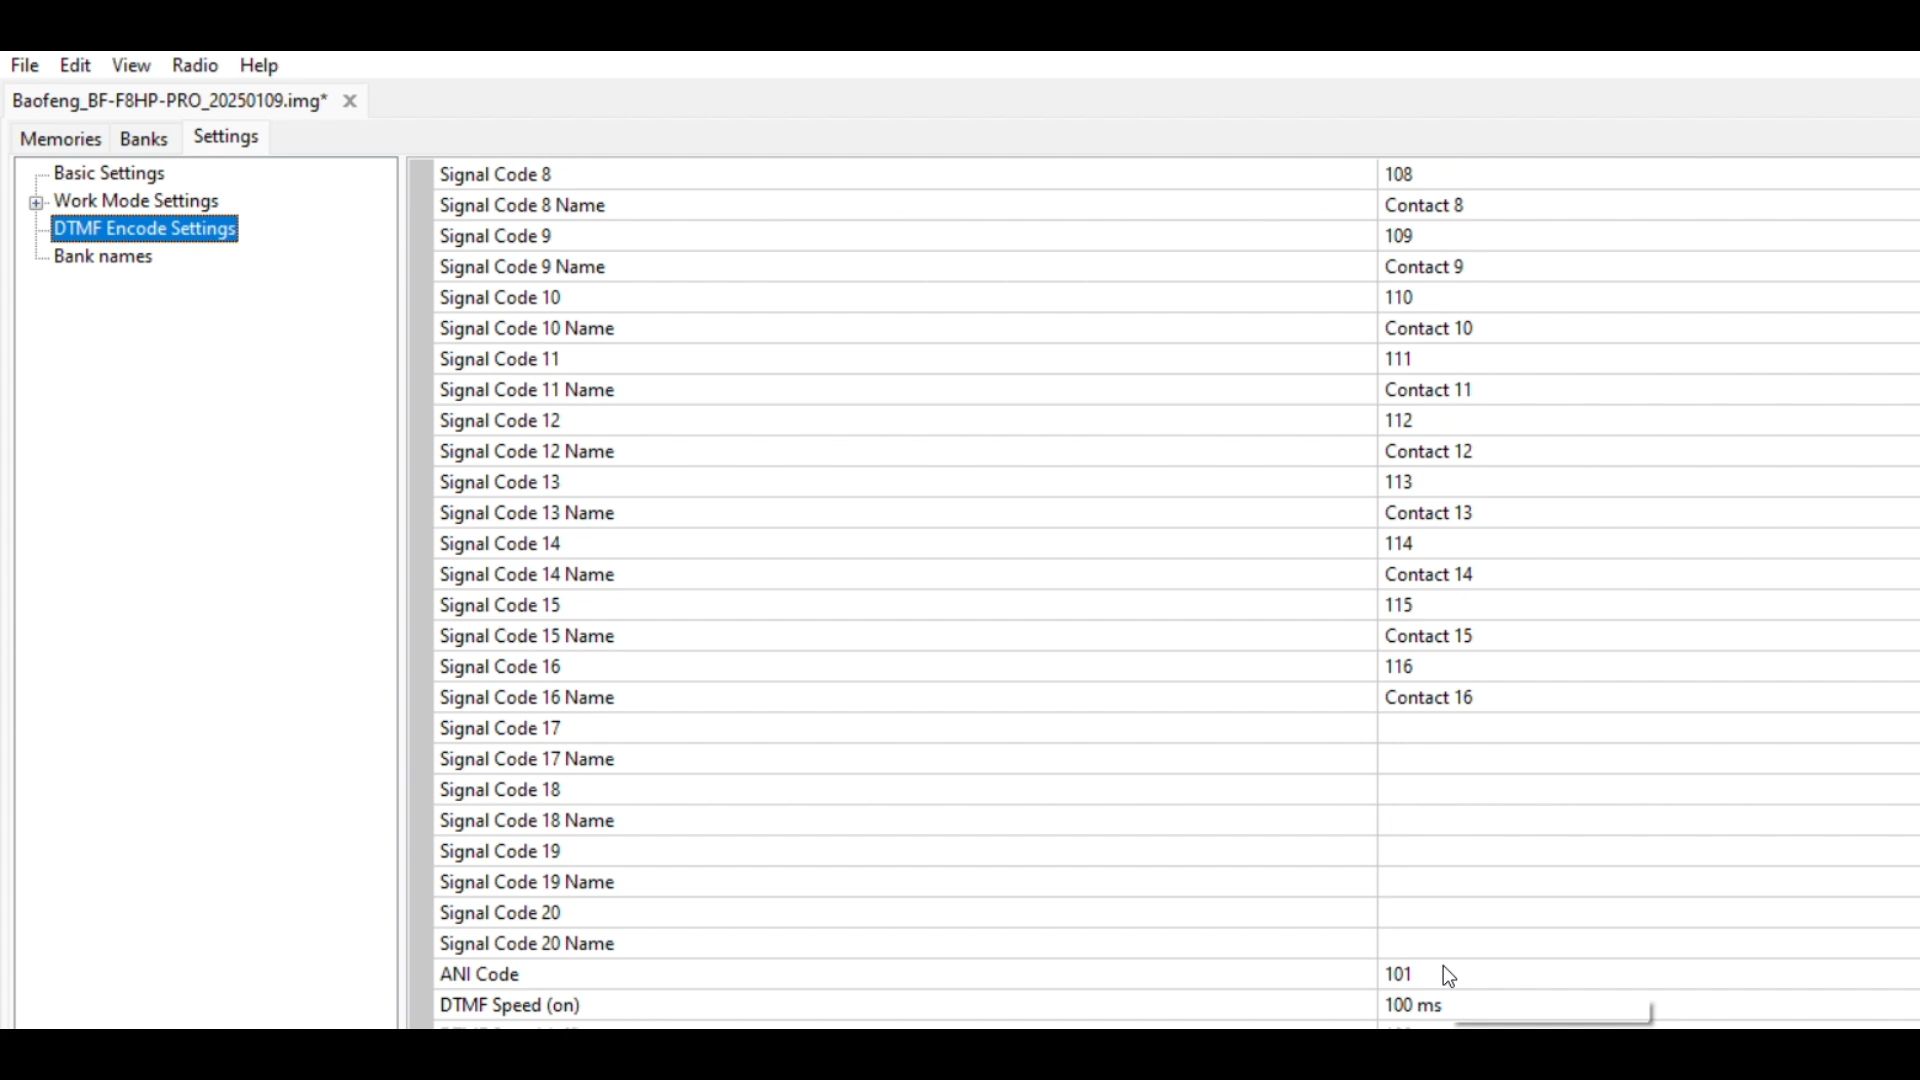 File Edit View Radio Help
Baofeng_BF-F8HP-PRO_20250109.img*
Memories Banks Settings
Basic Settings
Work Mode Settings
DTMF Encode Settings
Bank names
Signal Code 8 108
Signal Code 8 Name Contact 8
Signal Code 9 109
Signal Code 9 Name Contact 9
Signal Code 10 110
Signal Code 10 Name Contact 10
Signal Code 11 111
Signal Code 11 Name Contact 11
Signal Code 12 112
Signal Code 12 Name Contact 12
Signal Code 13 113
Signal Code 13 Name Contact 13
Signal Code 14 114
Signal Code 14 Name Contact 14
Signal Code 15 115
Signal Code 15 Name Contact 15
Signal Code 16 116
Signal Code 16 Name Contact 16
Signal Code 17
Signal Code 17 Name
Signal Code 18
Signal Code 18 Name
Signal Code 19
Signal Code 19 Name
Signal Code 20
Signal Code 20 Name
ANI Code 101
DTMF Speed (on) 100 ms